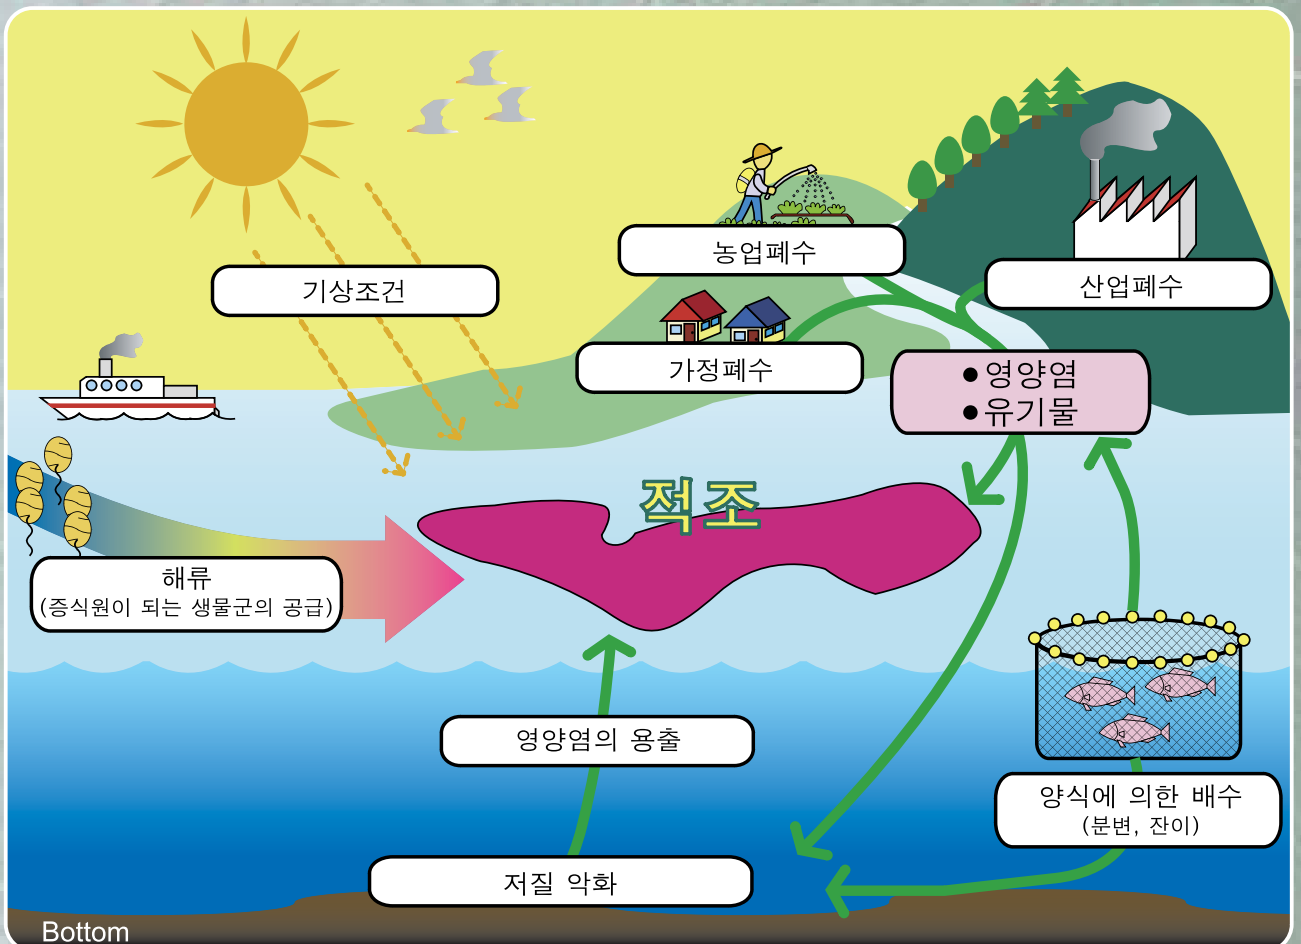 농업폐수
기상조건
산업폐수
가정폐수
●영양염
●유기물
적조
해류
(증식원이 되는 생물군의 공급)
영양염의 용출
양식에 의한 배수
(분변, 잔이)
저질 악화
Bottom